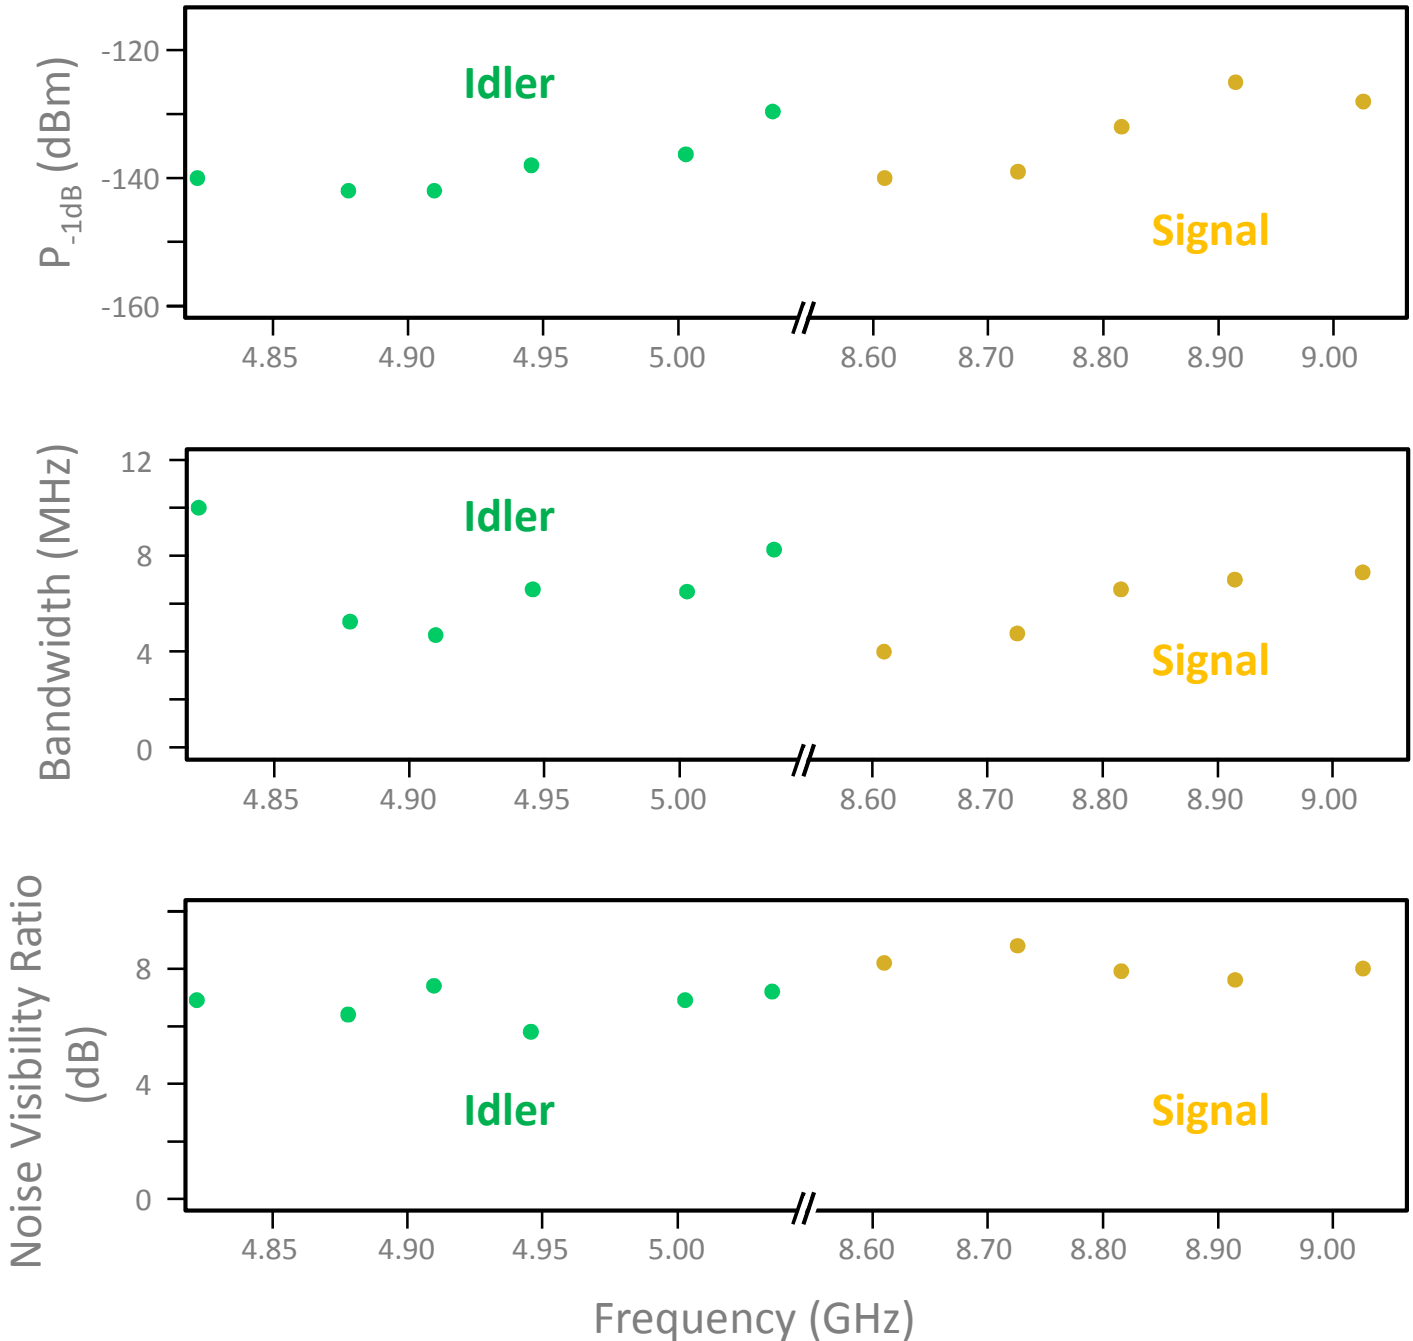 P-1dB (dBm)
-120
-140
-160
Idler
Signal
4.85 4.90 4.95 5.00 8.60 8.70 8.80 8.90 9.00
Bandwidth (MHz)
12
8
4
0
Idler
Signal
4.85 4.90 4.95 5.00 8.60 8.70 8.80 8.90 9.00
Noise Visibility Ratio
(dB)
8
4
0
Idler
Signal
4.85 4.90 4.95 5.00 8.60 8.70 8.80 8.90 9.00
Frequency (GHz)